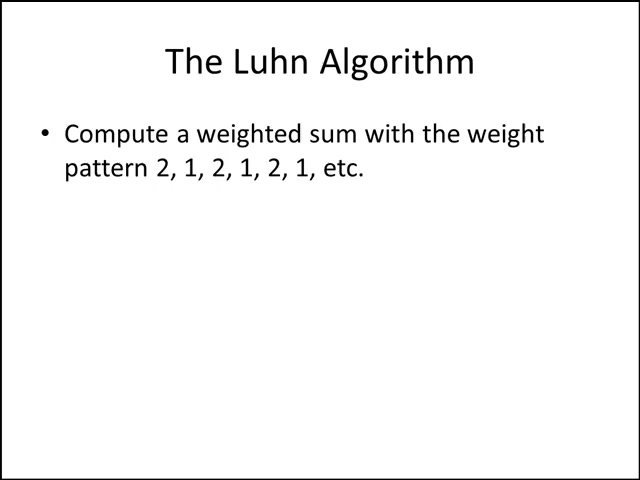 The Luhn Algorithm
• Compute a weighted sum with the weight
pattern 2, 1, 2, 1, 2, 1, etc.